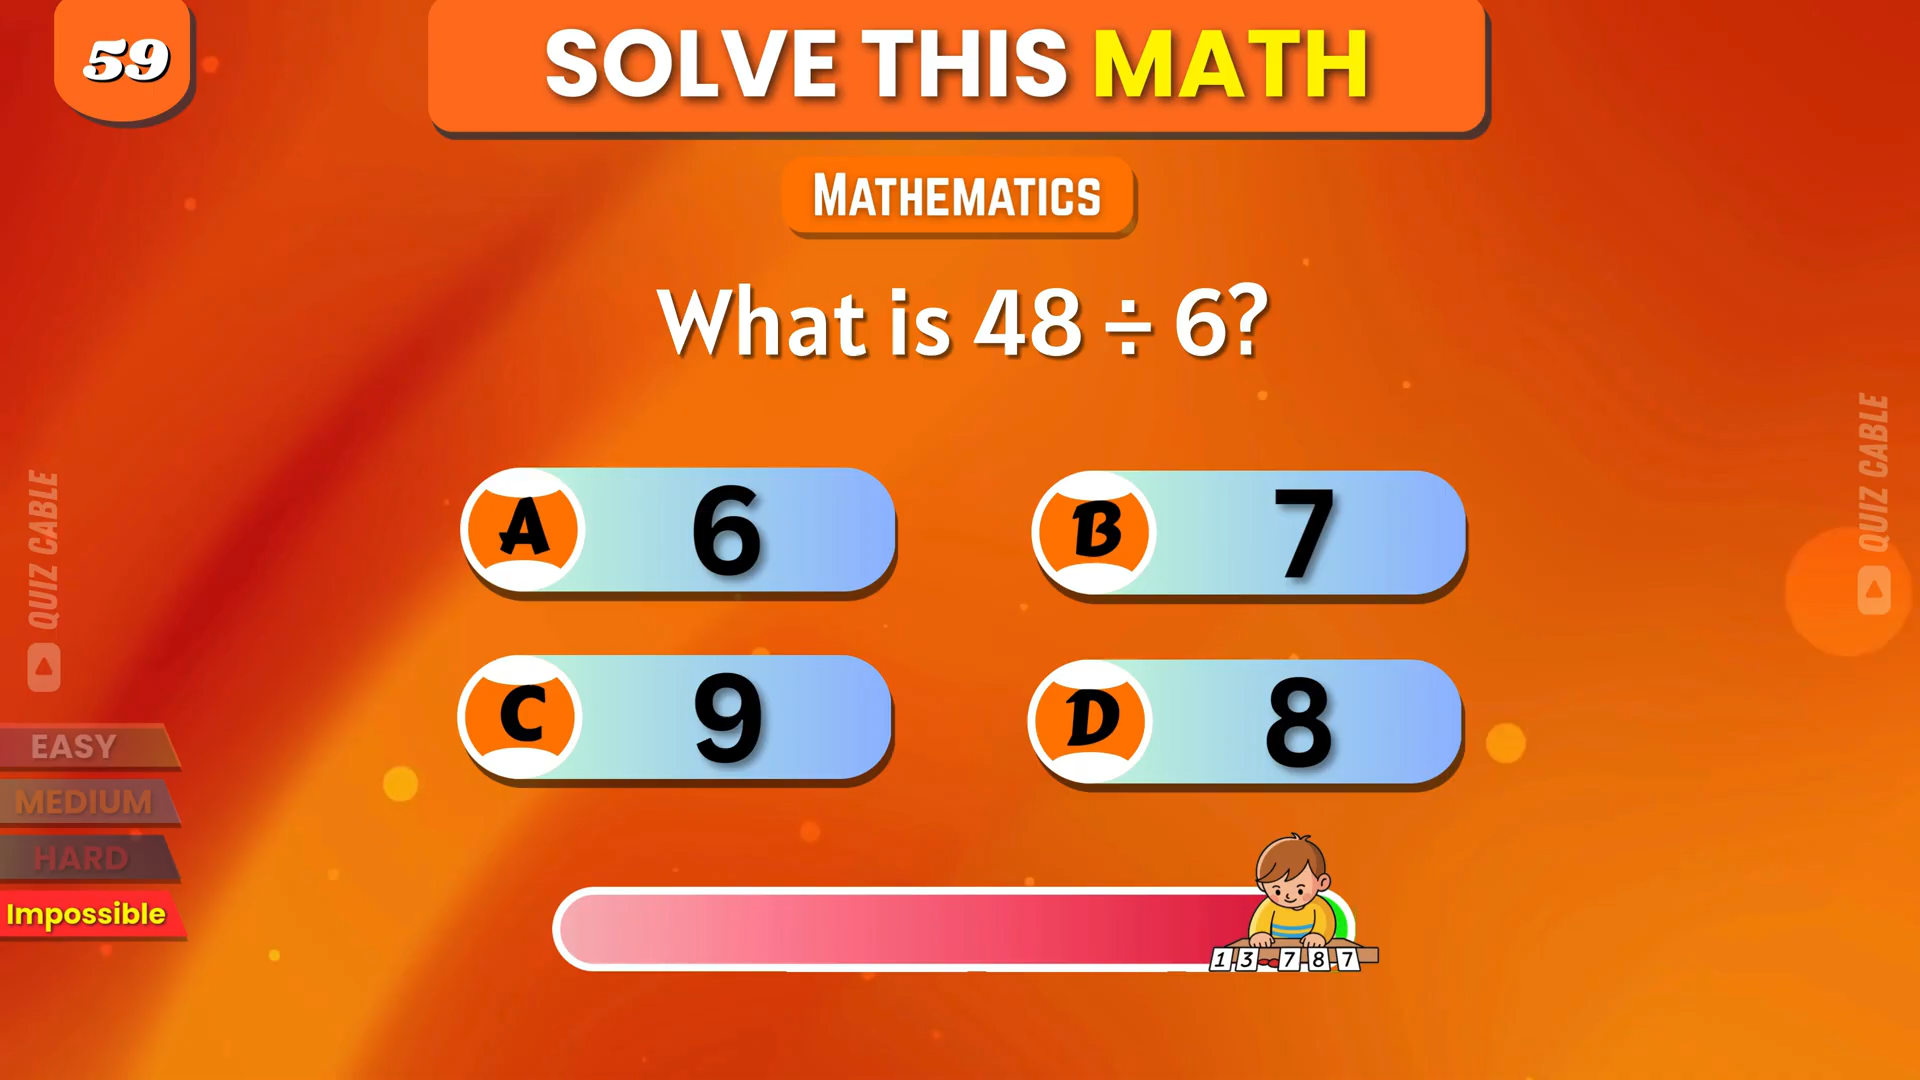 59
SOLVE THIS MATH
MATHEMATICS
What is 48 ÷ 6?
A 6
B 7
C 9
D 8
QUIZ CABLE
QUIZ CABLE
EASY
MEDIUM
HARD
Impossible
1 3 7 8 7